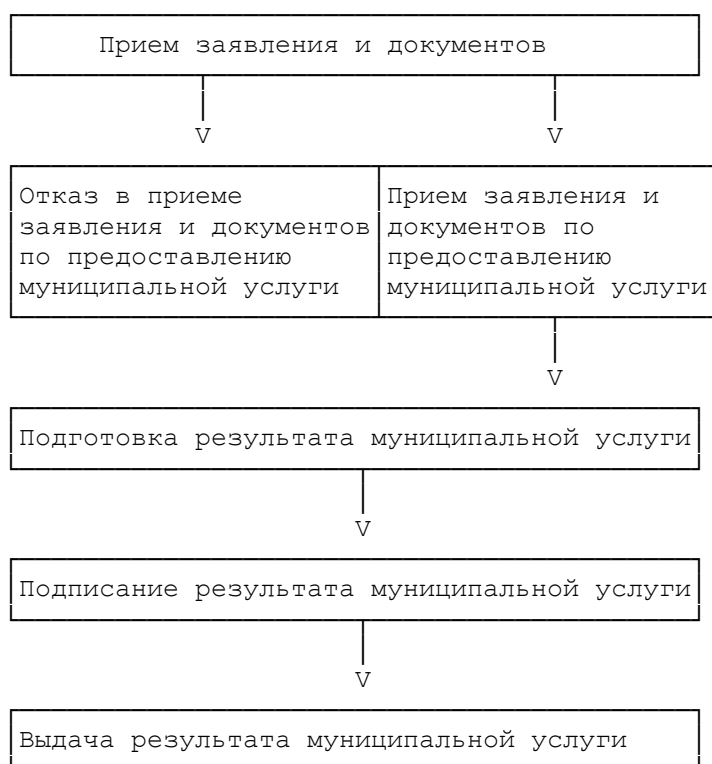 Прием заявления и документов
V
V
Отказ в приеме
заявления и документов
по предоставлению
муниципальной услуги
Прием заявления и
документов по
предоставлению
муниципальной услуги
V
Подготовка результата муниципальной услуги
V
Подписание результата муниципальной услуги
V
Выдача результата муниципальной услуги